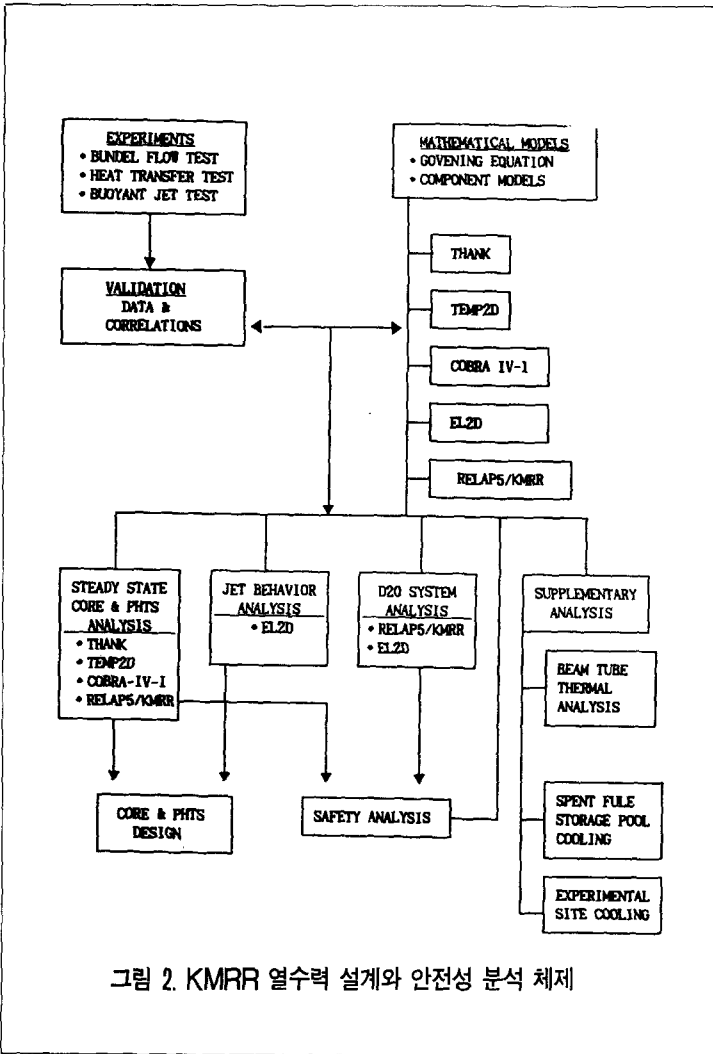 EXPERIMENTS
• BUNDEL FLOW TEST
• HEAT TRANSFER TEST
• BUOYANT JET TEST
MATHEMATICAL MODELS
• GOVENING EQUATION
• COMPONENT MODELS
VALIDATION
DATA &
CORRELATIONS
THANK
TEMP2D
COBRA IV-1
EL2D
RELAP5/KMRR
STEADY STATE
CORE & PHTS
ANALYSIS
• THANK
• TEMP2D
• COBRA-IV-I
• RELAP5/KMRR
JET BEHAVIOR
ANALYSIS
• EL2D
D2O SYSTEM
ANALYSIS
• RELAP5/KMRR
• EL2D
SUPPLEMENTARY
ANALYSIS
BEAM TUBE
THERMAL
ANALYSIS
CORE & PHTS
DESIGN
SAFETY ANALYSIS
SPENT FULE
STORAGE POOL
COOLING
EXPERIMENTAL
SITE COOLING
그림 2. KMRR 열수력 설계와 안전성 분석 체제